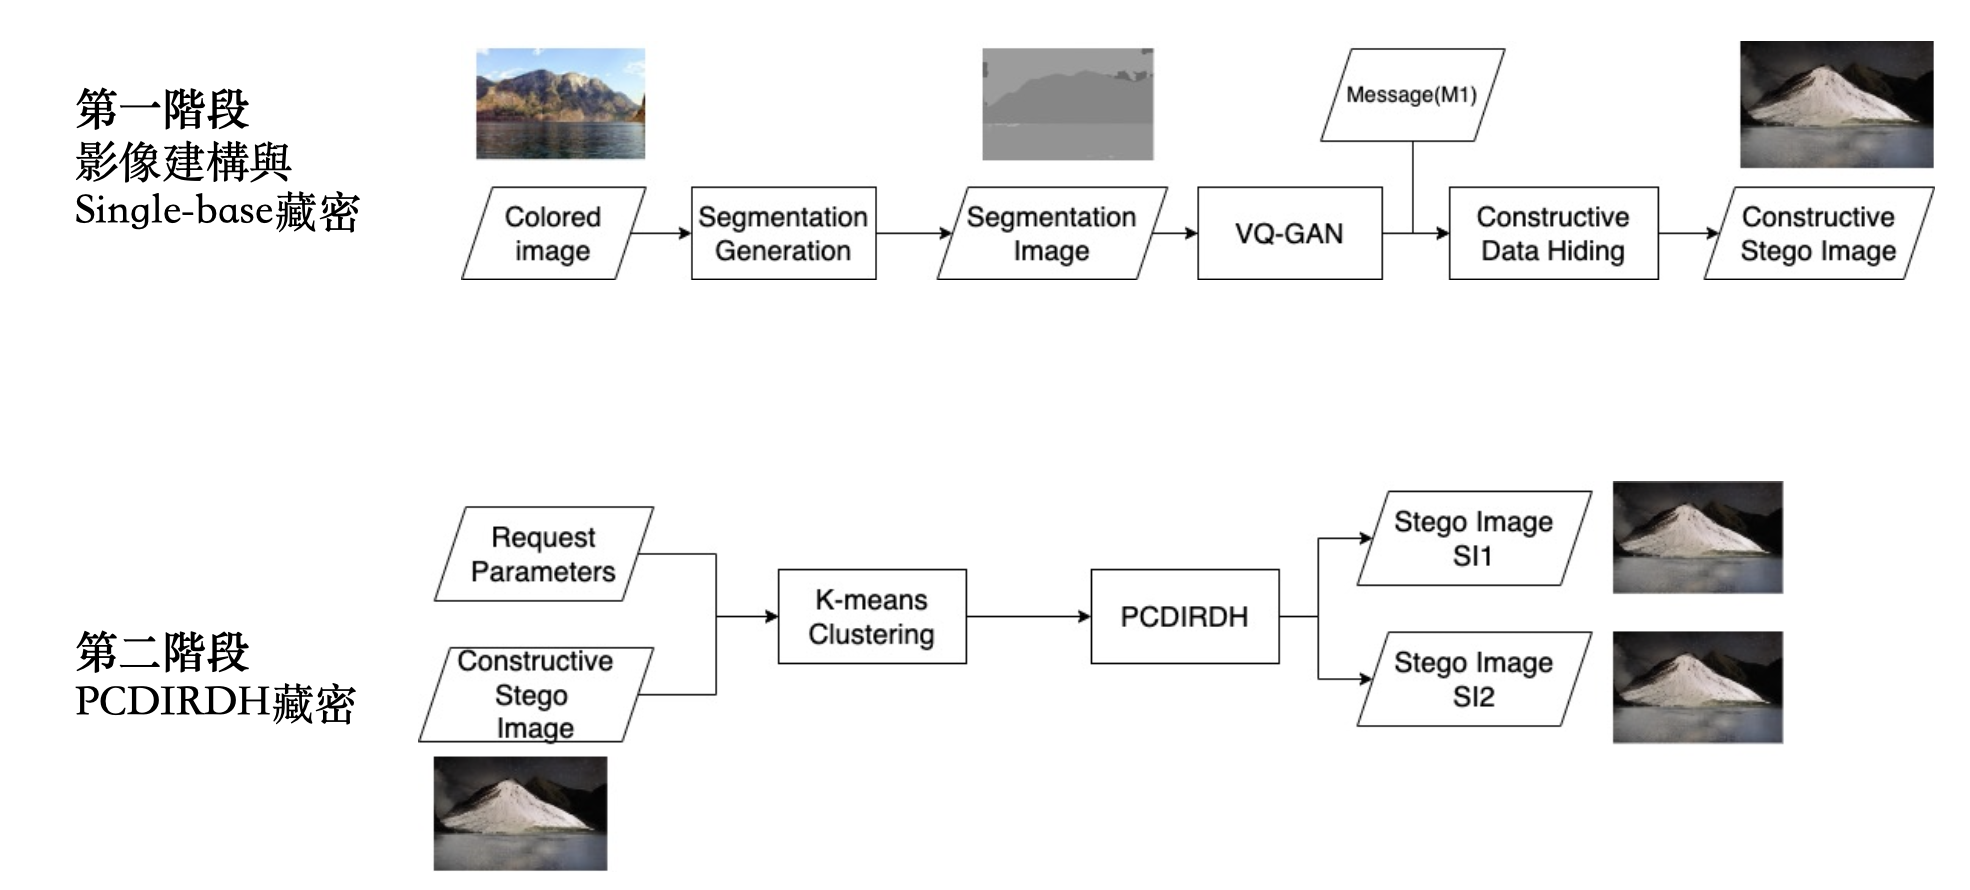 第一階段
影像建構與
Single-base藏密
Message(M1)
Colored
image
Segmentation
Generation
Segmentation
Image
VQ-GAN
Constructive
Data Hiding
Constructive
Stego Image
第二階段
PCDIRDH藏密
Request
Parameters
Constructive
Stego
Image
K-means
Clustering
PCDIRDH
Stego Image
SI1
Stego Image
SI2